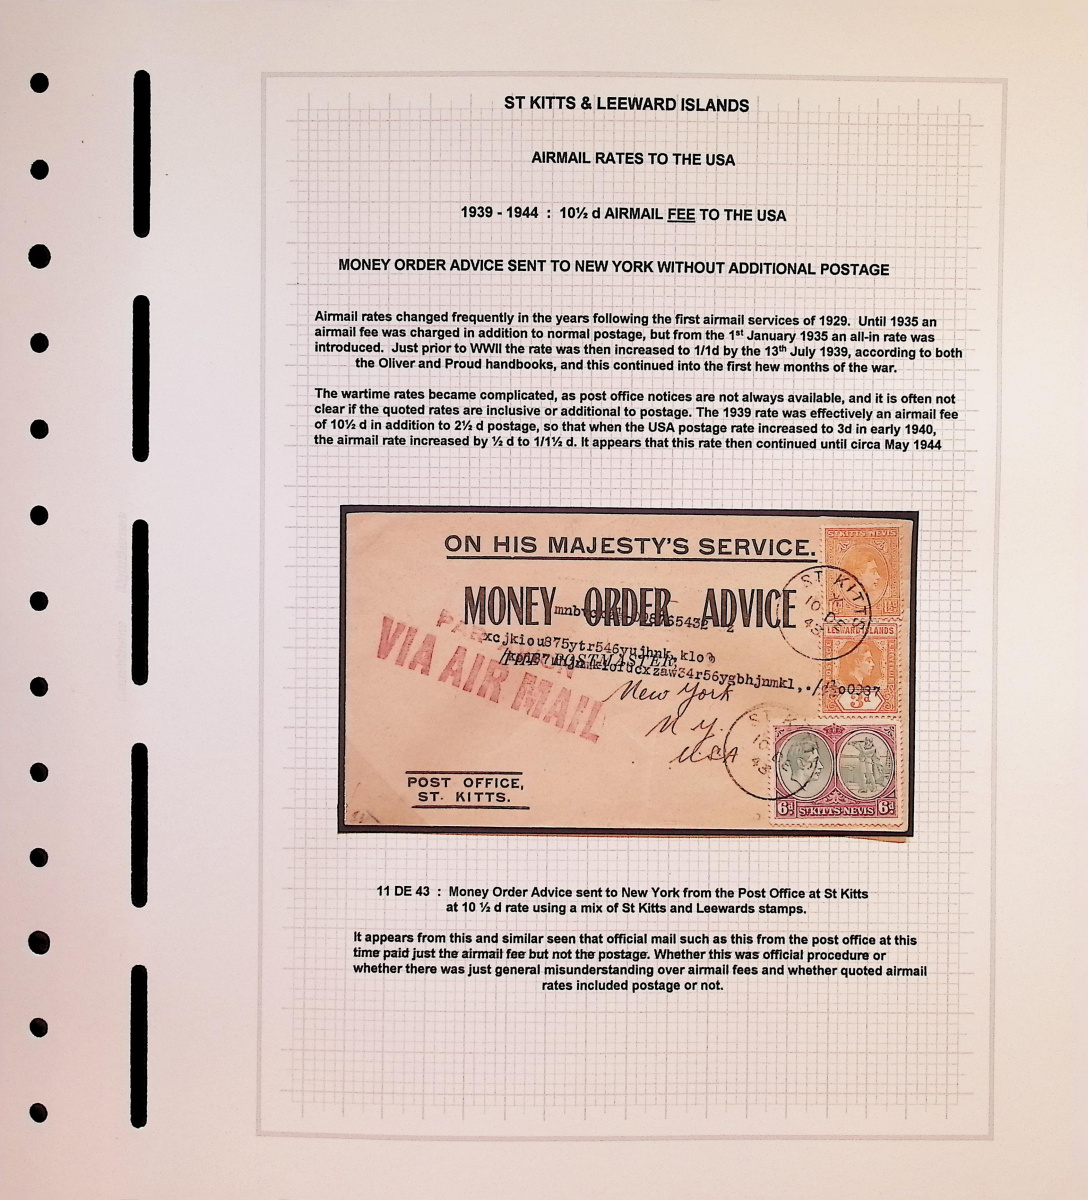 ST KITTS & LEEWARD ISLANDS
AIRMAIL RATES TO THE USA
1939 - 1944 : 10½ d AIRMAIL FEE TO THE USA
MONEY ORDER ADVICE SENT TO NEW YORK WITHOUT ADDITIONAL POSTAGE
Airmail rates changed frequently in the years following the first airmail services of 1929. Until 1935 an
airmail fee was charged in addition to normal postage, but from the 1st January 1935 an all-in rate was
introduced. Just prior to WWII the rate was then increased to 1/1d by the 13th July 1939, according to both
the Oliver and Proud handbooks, and this continued into the first hew months of the war.
The wartime rates became complicated, as post office notices are not always available, and it is often not
clear if the quoted rates are inclusive or additional to postage. The 1939 rate was effectively an airmail fee
of 10½ d in addition to 2½ d postage, so that when the USA postage rate increased to 3d in early 1940,
the airmail rate increased by ½ d to 1/1½ d. It appears that this rate then continued until circa May 1944
ON HIS MAJESTY'S SERVICE.
ST KITTS NEVIS
MONEY ORDER ADVICE
ST KITTS
10 DE
43
xcjkiou875ytr546yujhnk,klo
LEEWARD ISLANDS
3d
THE POSTMASTER,
PAR AVION
VIA AIR MAIL
New York
N.Y.
USA
ST K
10
43
POST OFFICE,
ST. KITTS.
6d ST KITTS-NEVIS 6d
11 DE 43 : Money Order Advice sent to New York from the Post Office at St Kitts
at 10 ½ d rate using a mix of St Kitts and Leewards stamps.
It appears from this and similar seen that official mail such as this from the post office at this
time paid just the airmail fee but not the postage. Whether this was official procedure or
whether there was just general misunderstanding over airmail fees and whether quoted airmail
rates included postage or not.